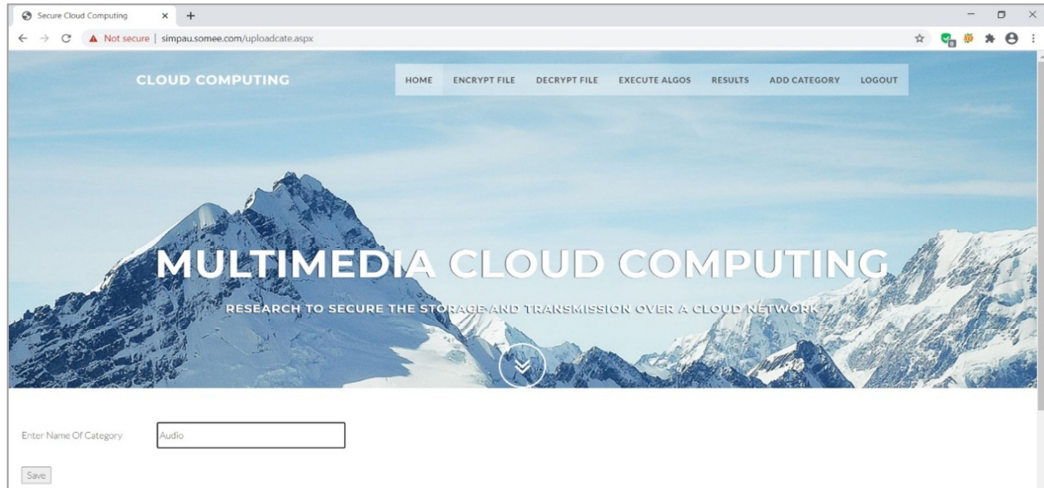 Secure Cloud Computing
Not secure | simpau.somee.com/uploadcate.aspx
CLOUD COMPUTING
HOME ENCRYPT FILE DECRYPT FILE EXECUTE ALGOS RESULTS ADD CATEGORY LOGOUT
MULTIMEDIA CLOUD COMPUTING
RESEARCH TO SECURE THE STORAGE AND TRANSMISSION OVER A CLOUD NETWORK
Enter Name Of Category Audio
Save